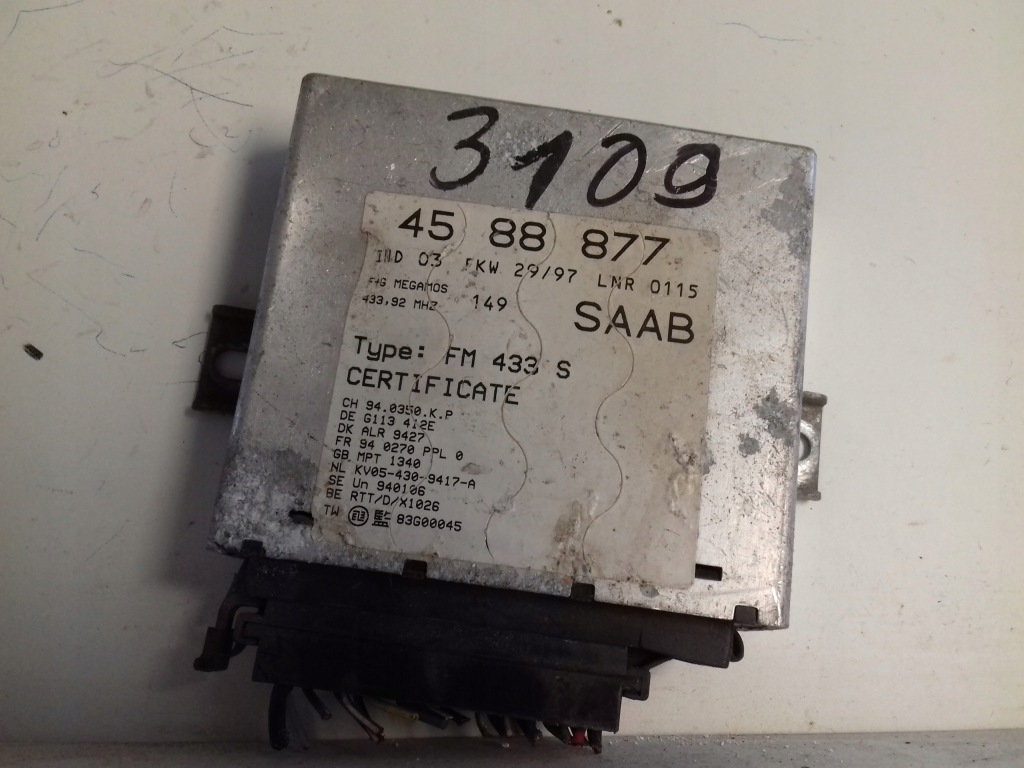 3109
45 88 877
IND 03 FKW 29/97 LNR 0115
F+G MEGAMOS
433,92 MHZ 149
SAAB
Type: FM 433 S
CERTIFICATE
CH 94.0350.K.P
DE G113 412E
DK ALR 9427
FR 94 0270 PPL 0
GB MPT 1340
NL KV05-430-9417-A
SE Un 940106
BE RTT/D/X1026
TW 監 83G00045